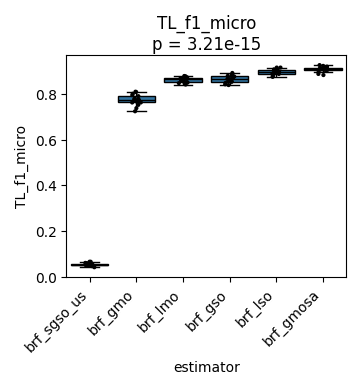 TL_f1_micro
p = 3.21e-15
TL_f1_micro
0.8
0.6
0.4
0.2
0.0
brf_sgso_us
brf_gmo
brf_lmo
brf_gso
brf_lso
brf_gmosa
estimator